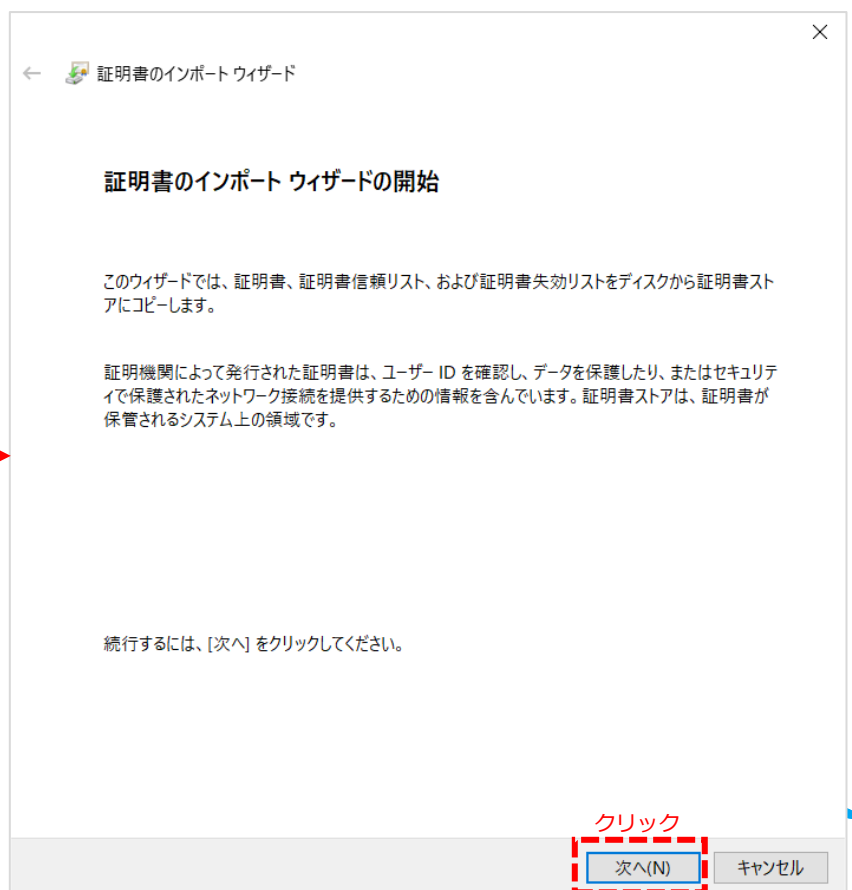 証明書のインポート ウィザード
証明書のインポート ウィザードの開始
このウィザードでは、証明書、証明書信頼リスト、および証明書失効リストをディスクから証明書スト
アにコピーします。
証明機関によって発行された証明書は、ユーザー ID を確認し、データを保護したり、またはセキュリテ
ィで保護されたネットワーク接続を提供するための情報を含んでいます。証明書ストアは、証明書が
保管されるシステム上の領域です。
続行するには、[次へ] をクリックしてください。
クリック
次へ(N)
キャンセル